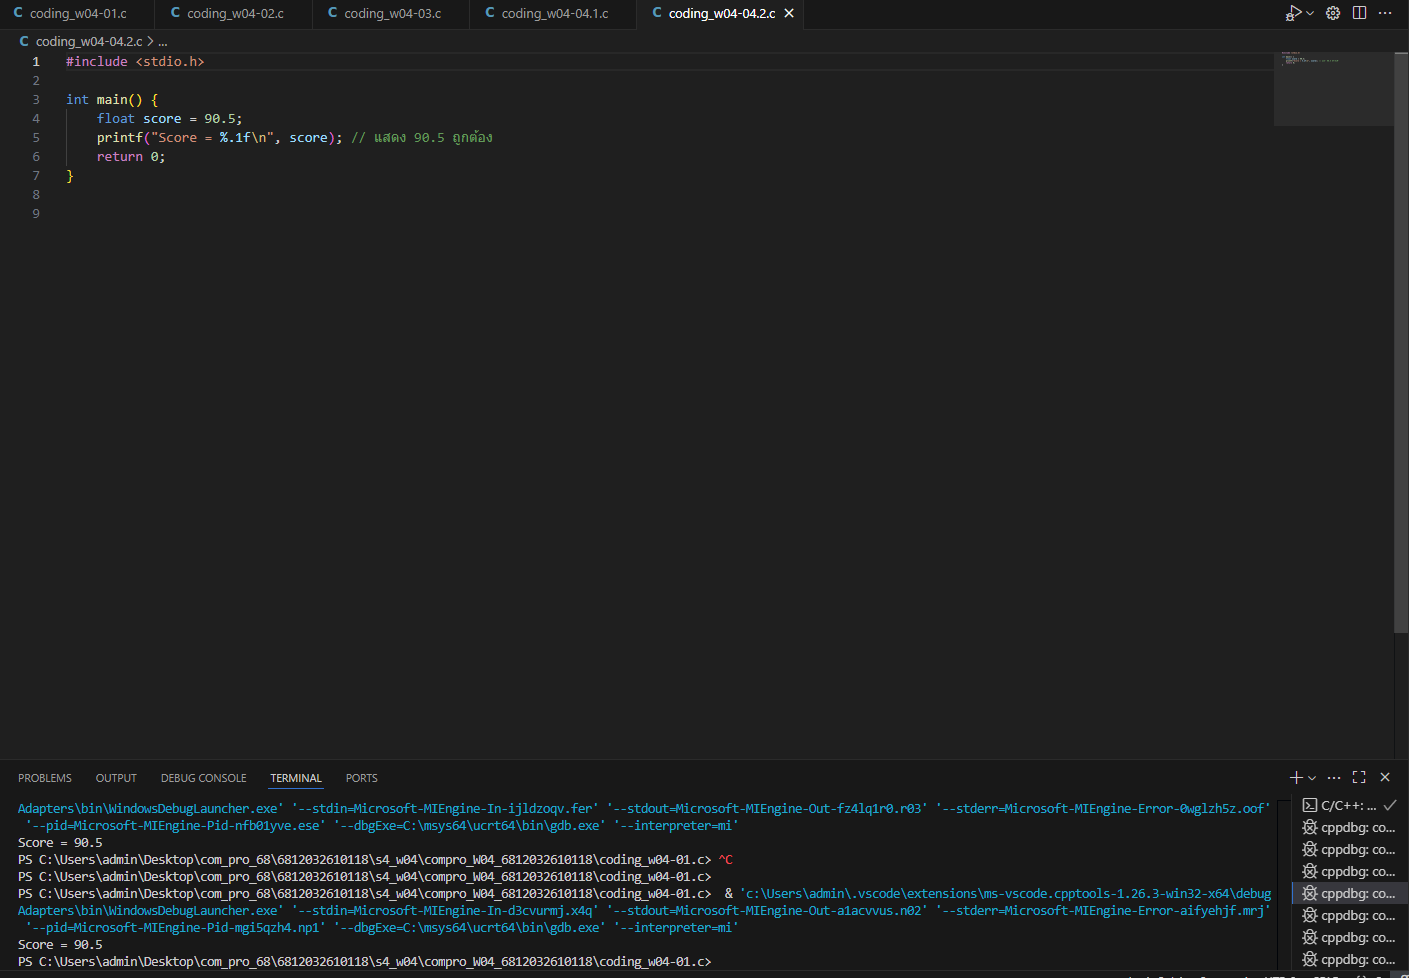 coding_w04-01.c
coding_w04-02.c
coding_w04-03.c
coding_w04-04.1.c
coding_w04-04.2.c
coding_w04-04.2.c > ...
1 #include <stdio.h>
2
3 int main() {
4 float score = 90.5;
5 printf("Score = %.1f\n", score); // แสดง 90.5 ถูกต้อง
6 return 0;
7 }
8
9
PROBLEMS OUTPUT DEBUG CONSOLE TERMINAL PORTS
Adapters\bin\WindowsDebugLauncher.exe' '--stdin=Microsoft-MIEngine-In-ijldzoqv.fer' '--stdout=Microsoft-MIEngine-Out-fz4lq1r0.r03' '--stderr=Microsoft-MIEngine-Error-0wglzh5z.oof'
'--pid=Microsoft-MIEngine-Pid-nfb01yve.ese' '--dbgExe=C:\msys64\ucrt64\bin\gdb.exe' '--interpreter=mi'
Score = 90.5
PS C:\Users\admin\Desktop\com_pro_68\6812032610118\s4_w04\compro_W04_6812032610118\coding_w04-01.c> ^C
PS C:\Users\admin\Desktop\com_pro_68\6812032610118\s4_w04\compro_W04_6812032610118\coding_w04-01.c>
PS C:\Users\admin\Desktop\com_pro_68\6812032610118\s4_w04\compro_W04_6812032610118\coding_w04-01.c> & 'c:\Users\admin\.vscode\extensions\ms-vscode.cpptools-1.26.3-win32-x64\debug
Adapters\bin\WindowsDebugLauncher.exe' '--stdin=Microsoft-MIEngine-In-d3cvurmj.x4q' '--stdout=Microsoft-MIEngine-Out-a1acvvus.n02' '--stderr=Microsoft-MIEngine-Error-aifyehjf.mrj'
'--pid=Microsoft-MIEngine-Pid-mgi5qzh4.np1' '--dbgExe=C:\msys64\ucrt64\bin\gdb.exe' '--interpreter=mi'
Score = 90.5
PS C:\Users\admin\Desktop\com_pro_68\6812032610118\s4_w04\compro_W04_6812032610118\coding_w04-01.c>
C/C++: ...
cppdbg: co...
cppdbg: co...
cppdbg: co...
cppdbg: co...
cppdbg: co...
cppdbg: co...
cppdbg: co...